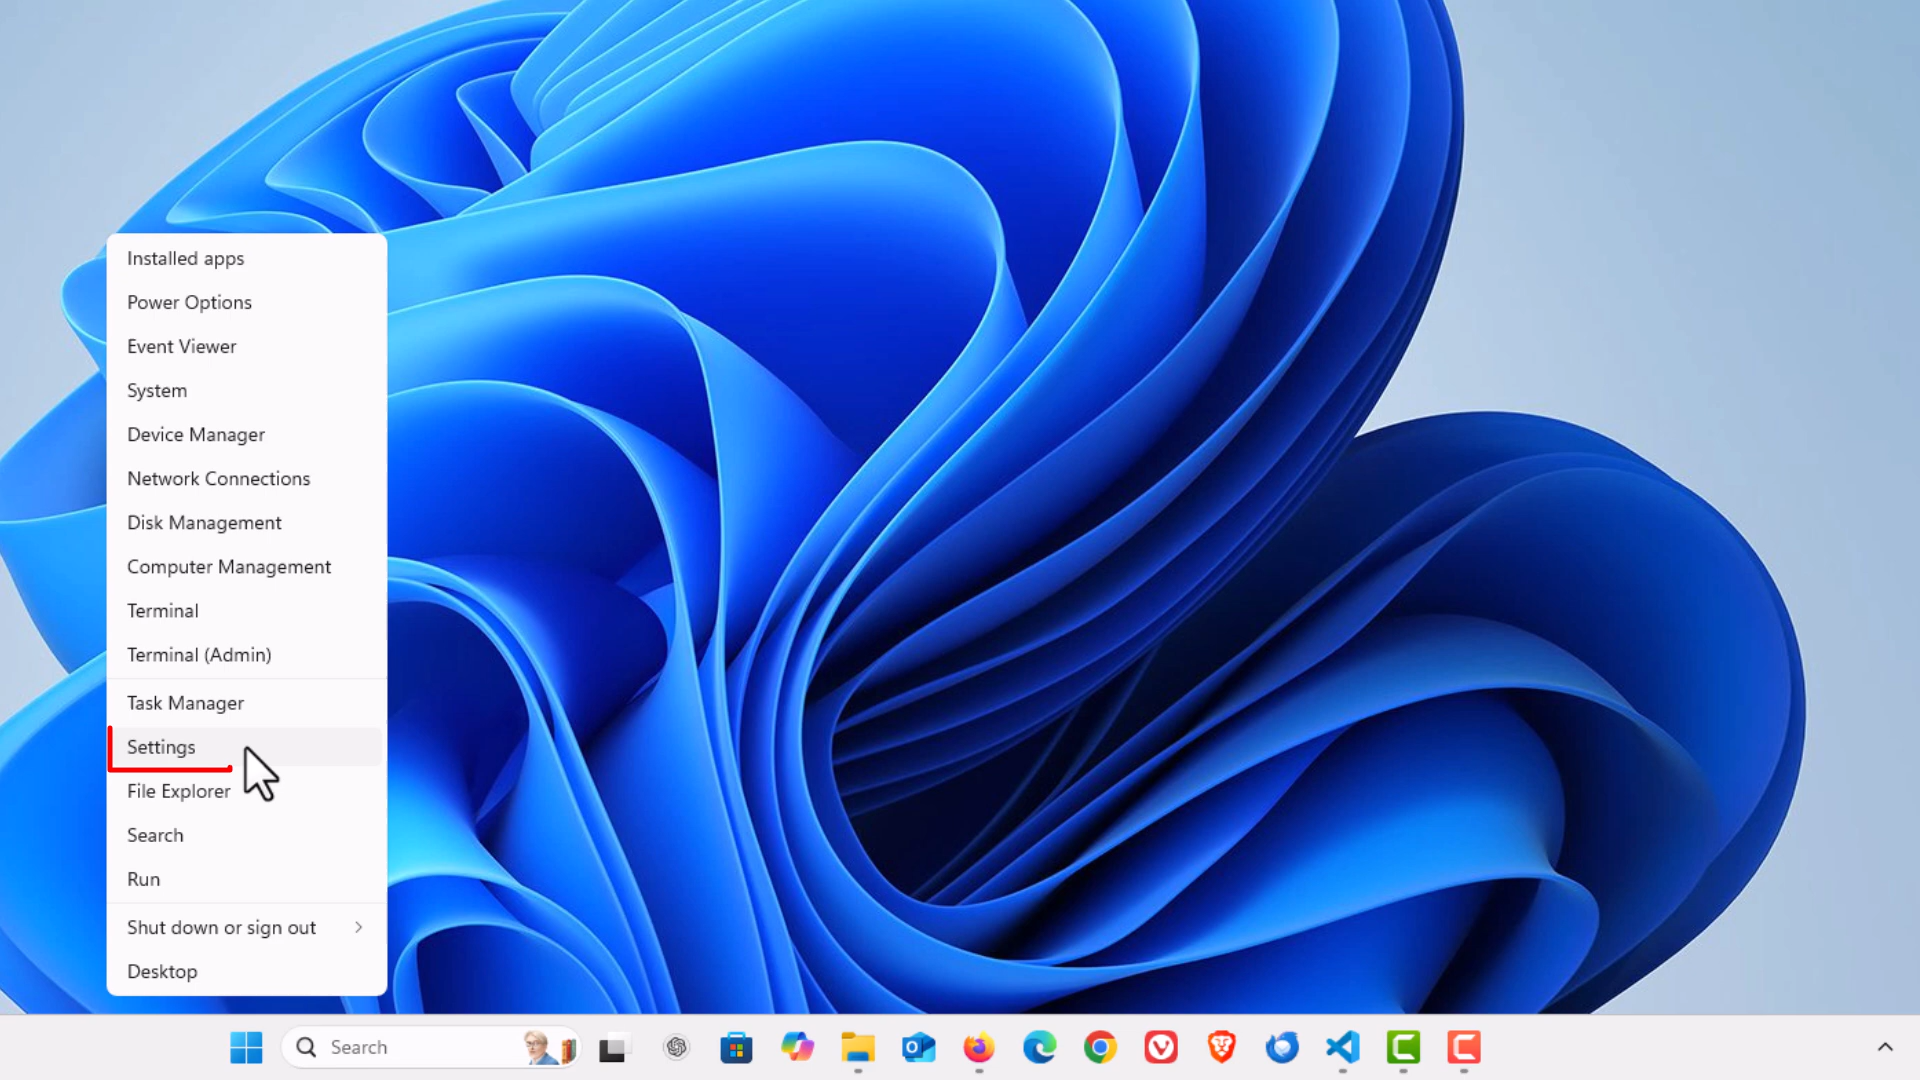 Installed apps
Power Options
Event Viewer
System
Device Manager
Network Connections
Disk Management
Computer Management
Terminal
Terminal (Admin)
Task Manager
Settings
File Explorer
Search
Run
Shut down or sign out
Desktop
Search